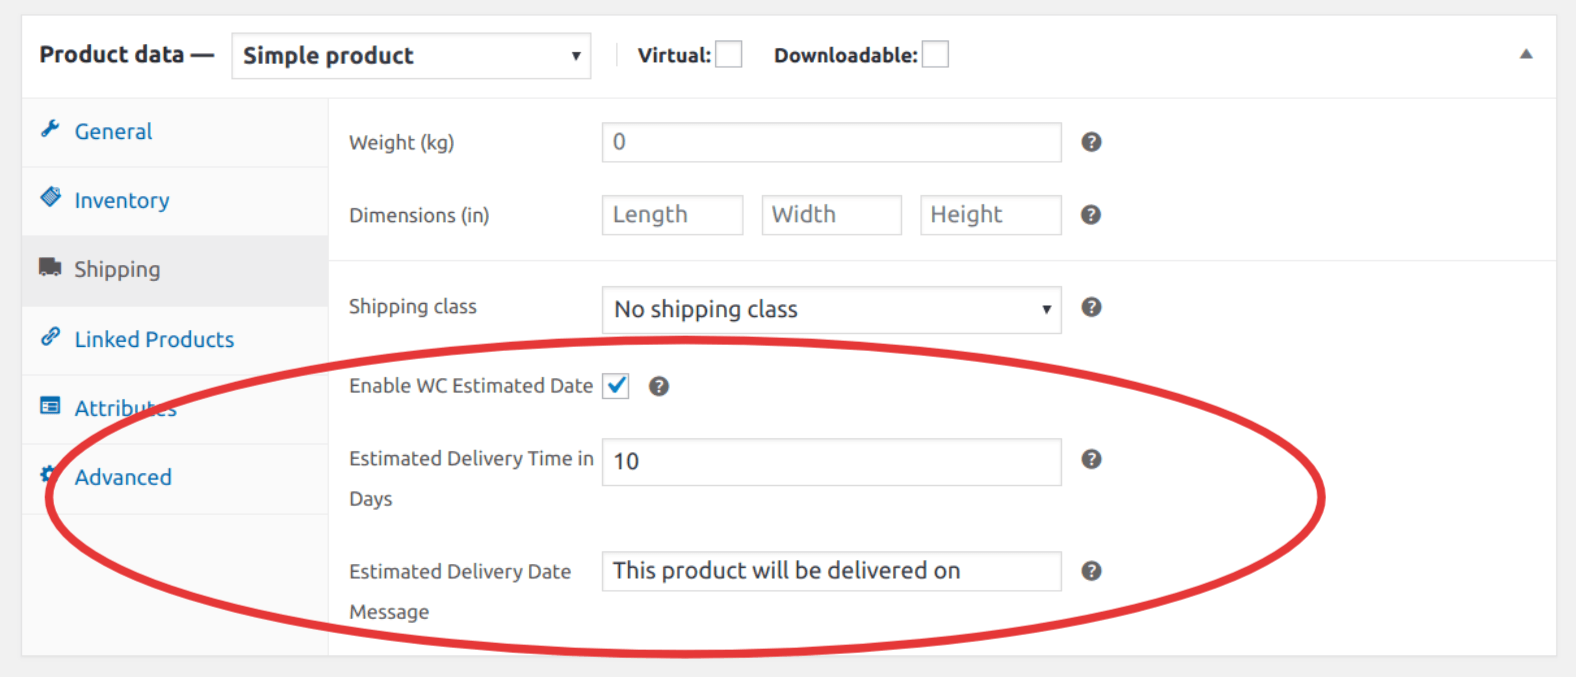 Product data — Simple product Virtual: Downloadable:
General
Inventory
Shipping
Linked Products
Attributes
Advanced
Weight (kg) 0
Dimensions (in) Length Width Height
Shipping class No shipping class
Enable WC Estimated Date
Estimated Delivery Time in Days 10
Estimated Delivery Date Message This product will be delivered on